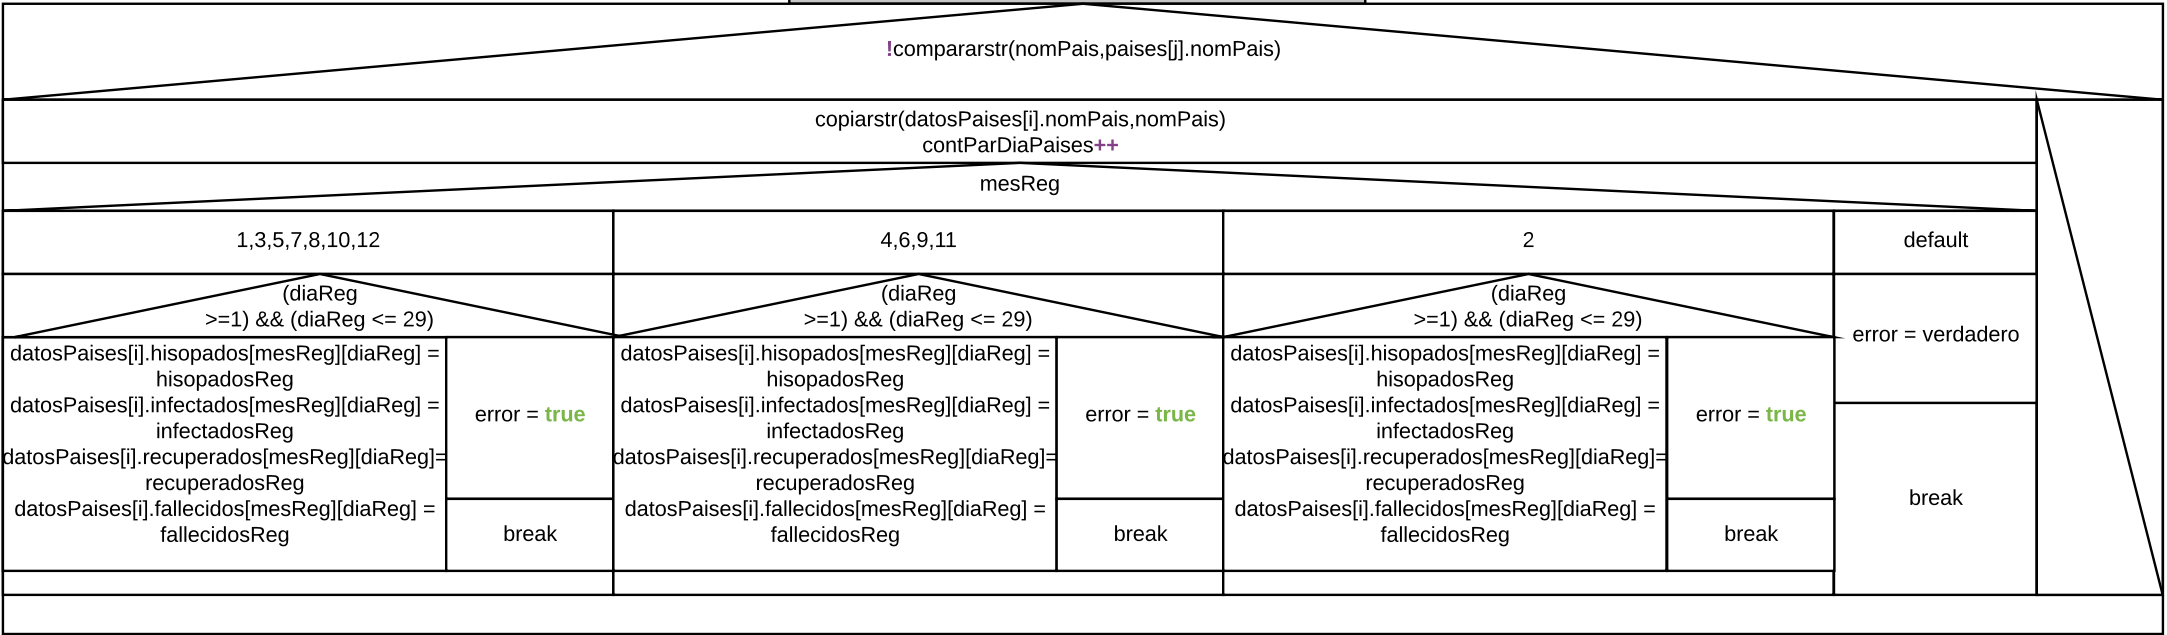 !compararstr(nomPais,paises[j].nomPais)
copiarstr(datosPaises[i].nomPais,nomPais)
contParDiaPaises++
mesReg
1,3,5,7,8,10,12
4,6,9,11
2
default
(diaReg
>=1) && (diaReg <= 29)
(diaReg
>=1) && (diaReg <= 29)
(diaReg
>=1) && (diaReg <= 29)
error = verdadero
break
datosPaises[i].hisopados[mesReg][diaReg] =
hisopadosReg
datosPaises[i].infectados[mesReg][diaReg] =
infectadosReg
datosPaises[i].recuperados[mesReg][diaReg]=
recuperadosReg
datosPaises[i].fallecidos[mesReg][diaReg] =
fallecidosReg
error = true
break
datosPaises[i].hisopados[mesReg][diaReg] =
hisopadosReg
datosPaises[i].infectados[mesReg][diaReg] =
infectadosReg
datosPaises[i].recuperados[mesReg][diaReg]=
recuperadosReg
datosPaises[i].fallecidos[mesReg][diaReg] =
fallecidosReg
error = true
break
datosPaises[i].hisopados[mesReg][diaReg] =
hisopadosReg
datosPaises[i].infectados[mesReg][diaReg] =
infectadosReg
datosPaises[i].recuperados[mesReg][diaReg]=
recuperadosReg
datosPaises[i].fallecidos[mesReg][diaReg] =
fallecidosReg
error = true
break